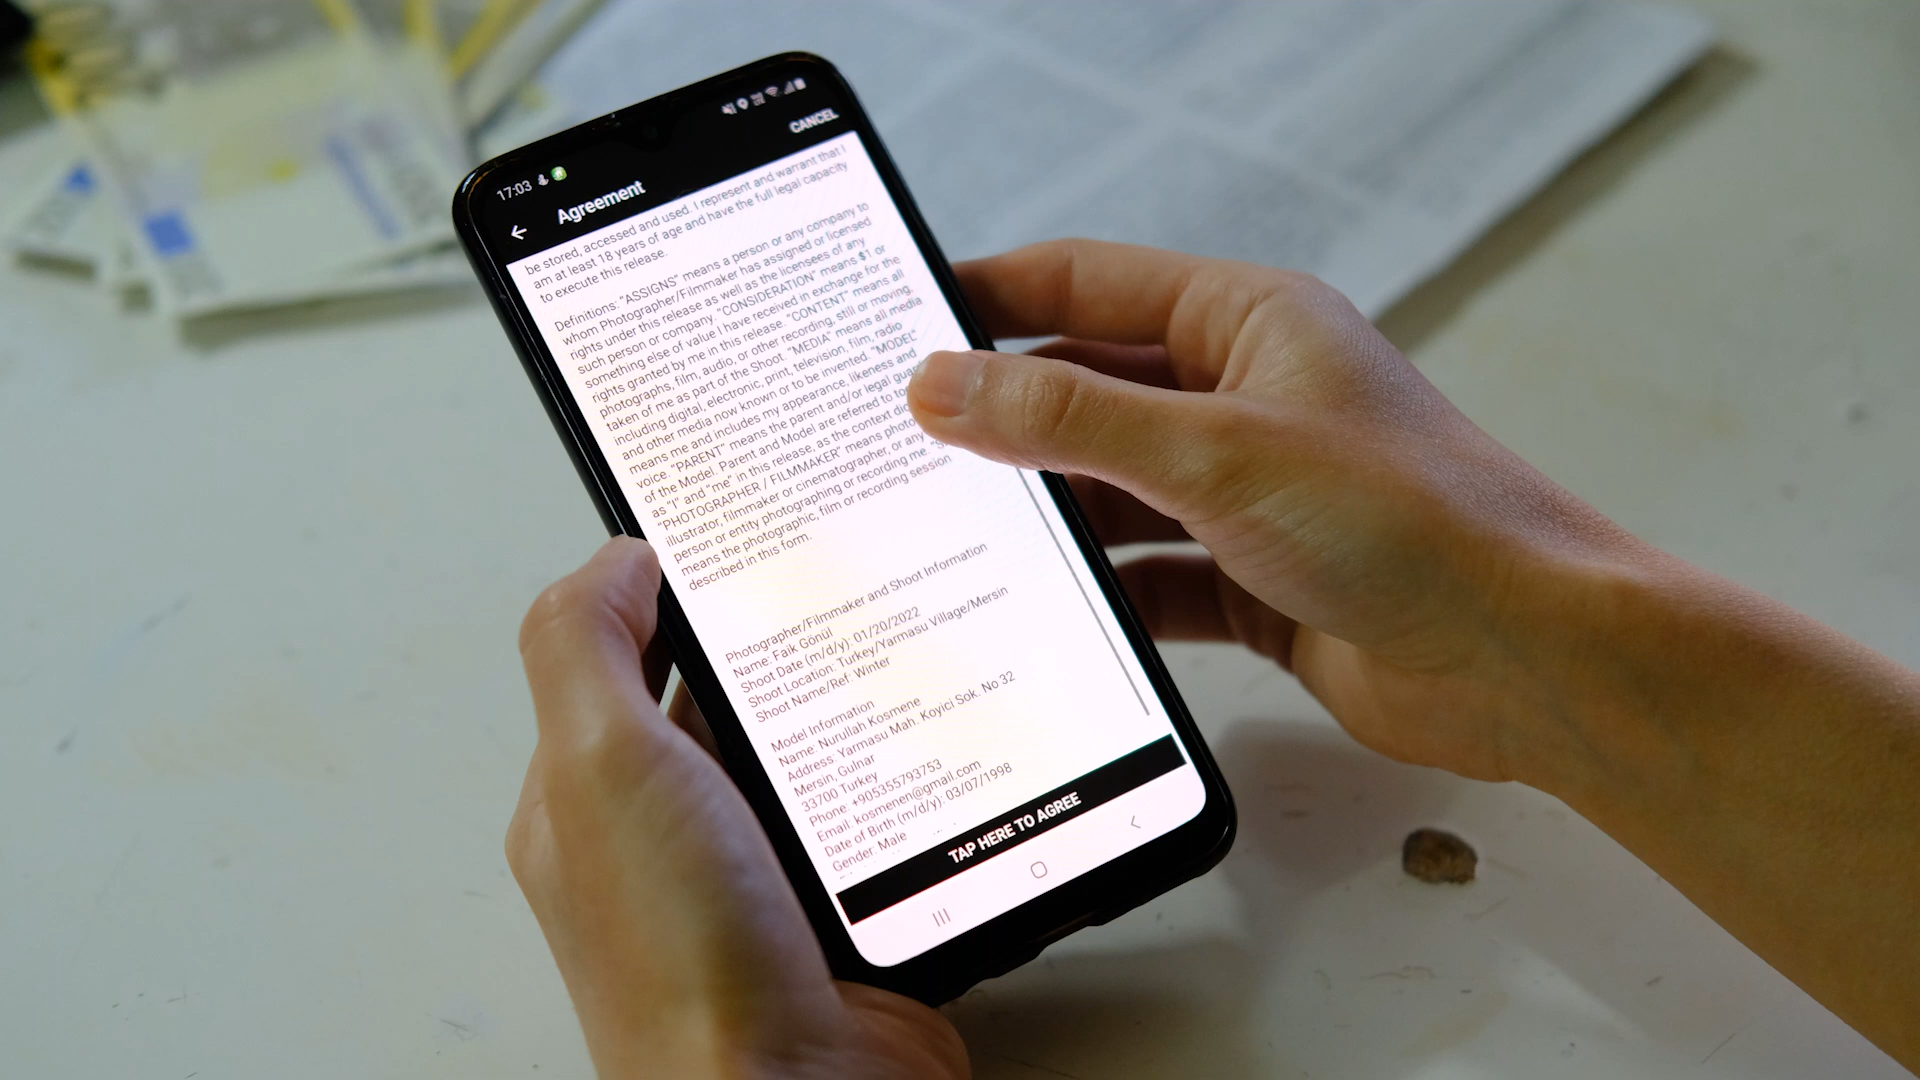 17:03
CANCEL
Agreement
be stored, accessed and used. I represent and warrant that I
am at least 18 years of age and have the full legal capacity
to execute this release.
Definitions: "ASSIGNS" means a person or any company to
whom Photographer/Filmmaker has assigned or licensed
rights under this release as well as the licensees of any
such person or company. "CONSIDERATION" means $1 or
something else of value I have received in exchange for the
rights granted by me in this release. "CONTENT" means all
photographs, film, audio, or other recording, still or moving,
taken of me as part of the Shoot. "MEDIA" means all media
including digital, electronic, print, television, film, radio
and other media now known or to be invented. "MODEL"
means me and includes my appearance, likeness and
voice. "PARENT" means the parent and/or legal
of the Model. Parent and Model are referred to
as "I" and "me" in this release, as the context
"PHOTOGRAPHER / FILMMAKER" means
illustrator, filmmaker or cinematographer, or any
person or entity photographing or recording me.
means the photographic, film or recording session
described in this form.
Photographer/Filmmaker and Shoot Information
Name: Faik Gönül
Shoot Date (m/d/y): 01/20/2022
Shoot Location: Turkey/Yarmasu Village/Mersin
Shoot Name/Ref: Winter
Model Information
Name: Nurullah Kosmene
Address: Yarmasu Mah. Koyici Sok. No 32
Mersin, Gulnar
33700 Turkey
Phone: +905355793753
Email: kosmenen@gmail.com
Date of Birth (m/d/y): 03/07/1998
Gender: Male
TAP HERE TO AGREE